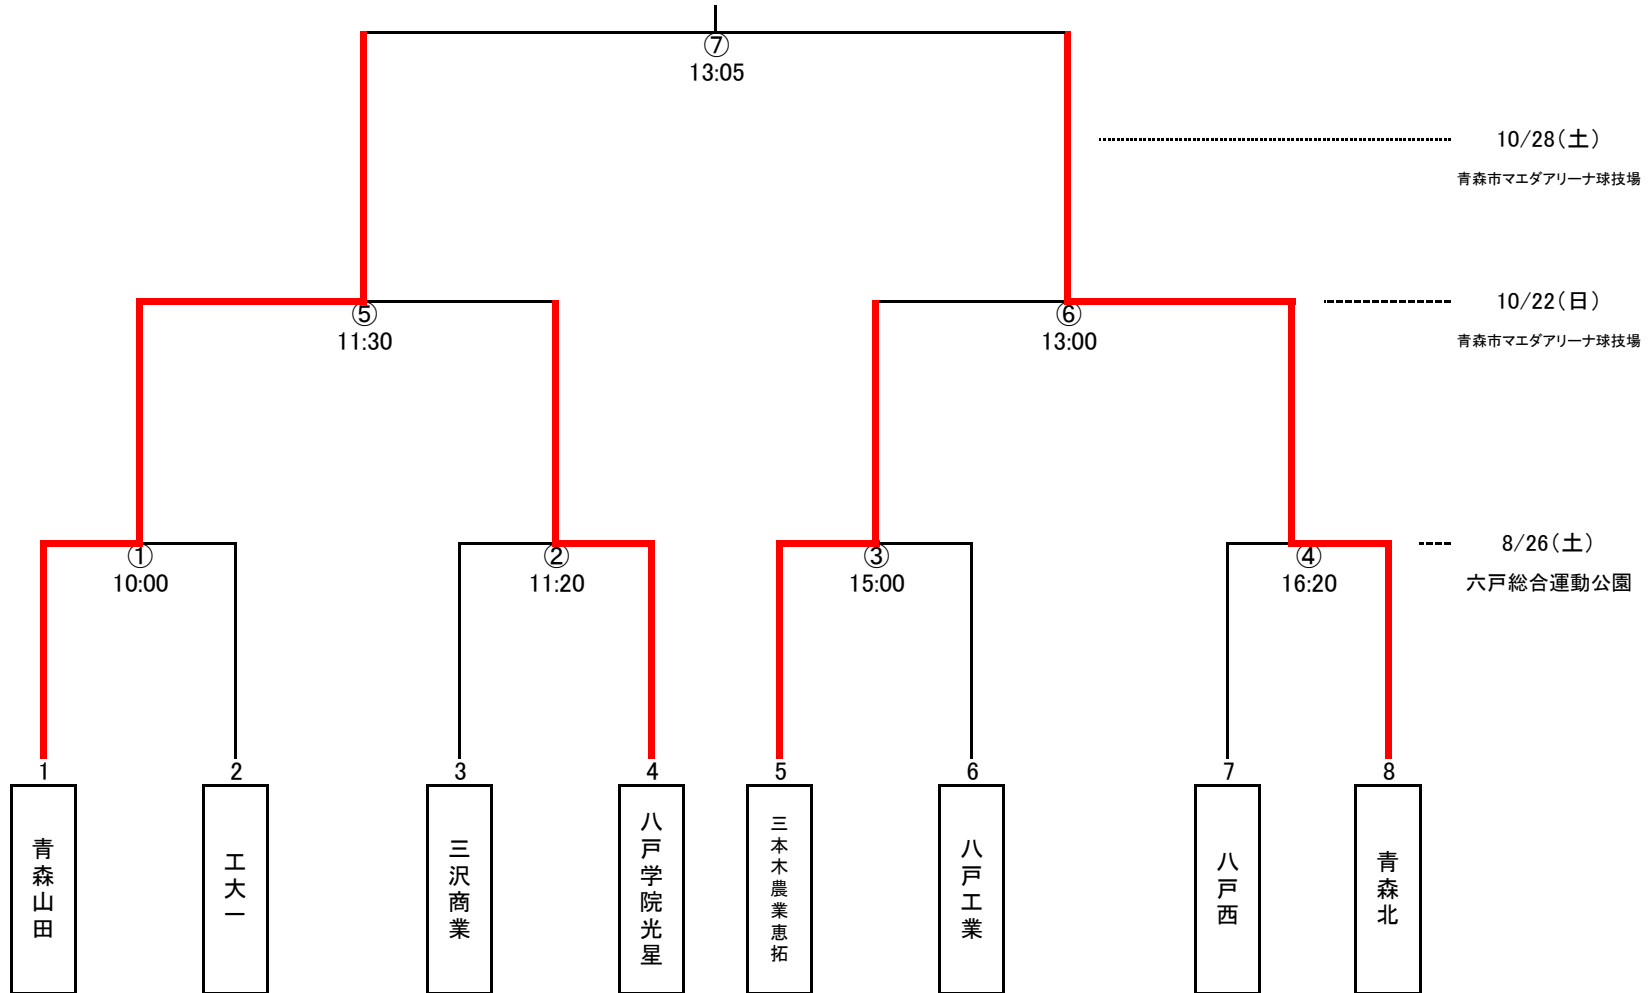 ⑦
13:05
10/28(土)
青森市マエダアリーナ球技場
⑤
11:30
⑥
13:00
10/22(日)
青森市マエダアリーナ球技場
①
10:00
②
11:20
③
15:00
④
16:20
8/26(土)
六戸総合運動公園
1
2
3
4
5
6
7
8
青森山田
工大一
三沢商業
八戸学院光星
三本木農業恵拓
八戸工業
八戸西
青森北